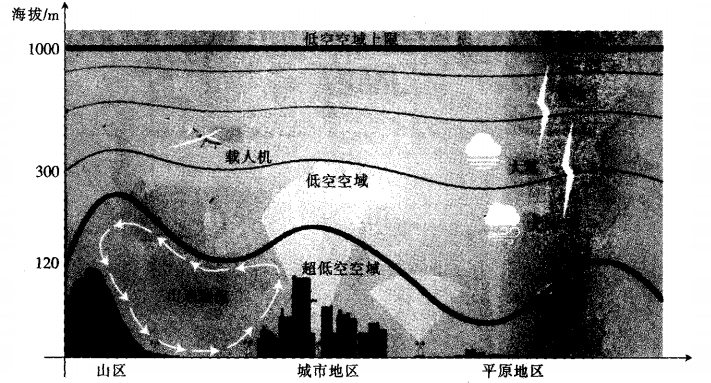 海拔/m
低空空域上限
1000
载人机
300
低空空域
120
超低空空域
山区
城市地区
平原地区